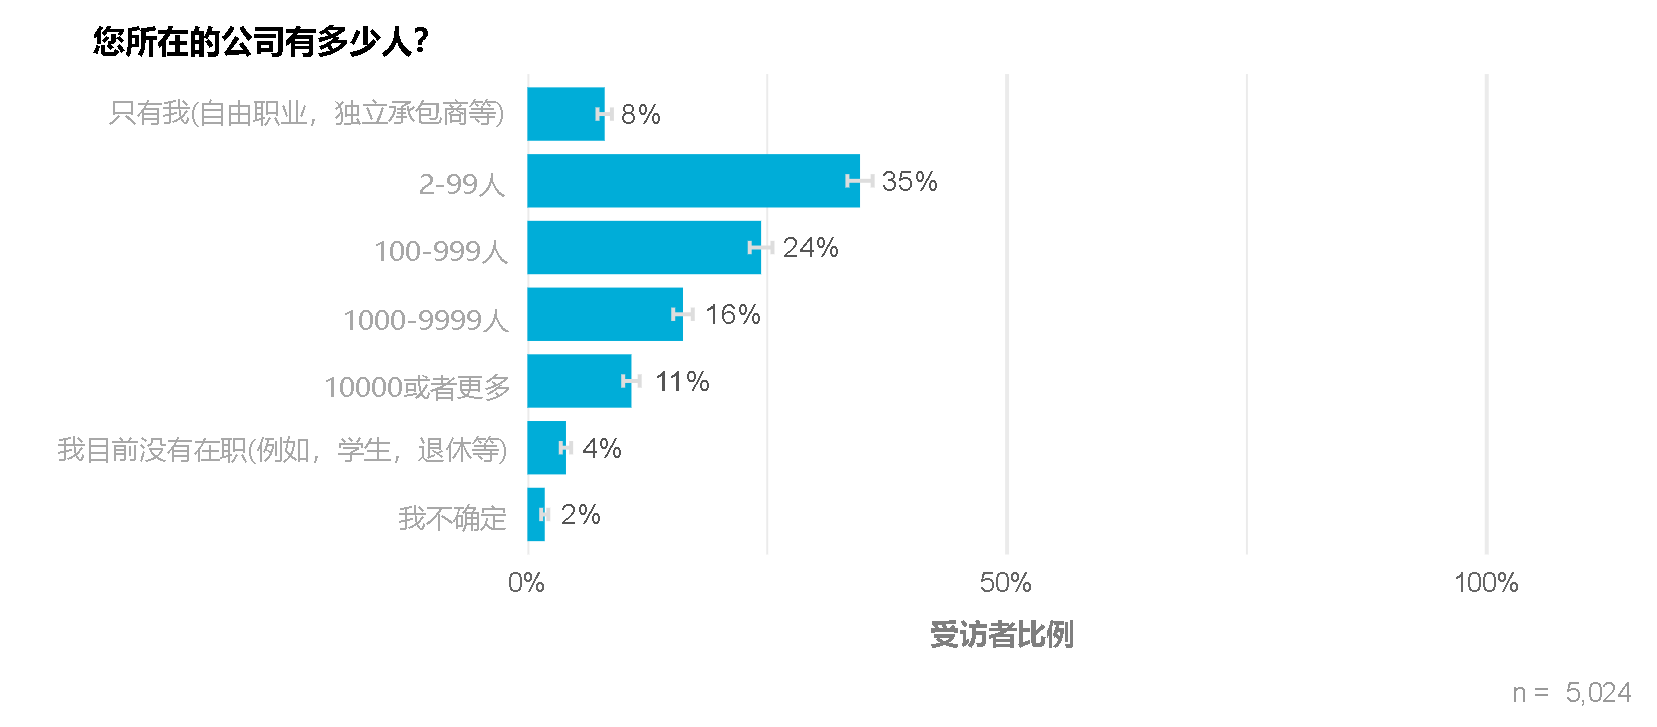 您所在的公司有多少人?
只有我(自由职业，独立承包商等) 8%
2-99人 35%
100-999人 24%
1000-9999人 16%
10000或者更多 11%
我目前没有在职(例如，学生，退休等) 4%
我不确定 2%
0% 50% 100%
受访者比例
n = 5,024